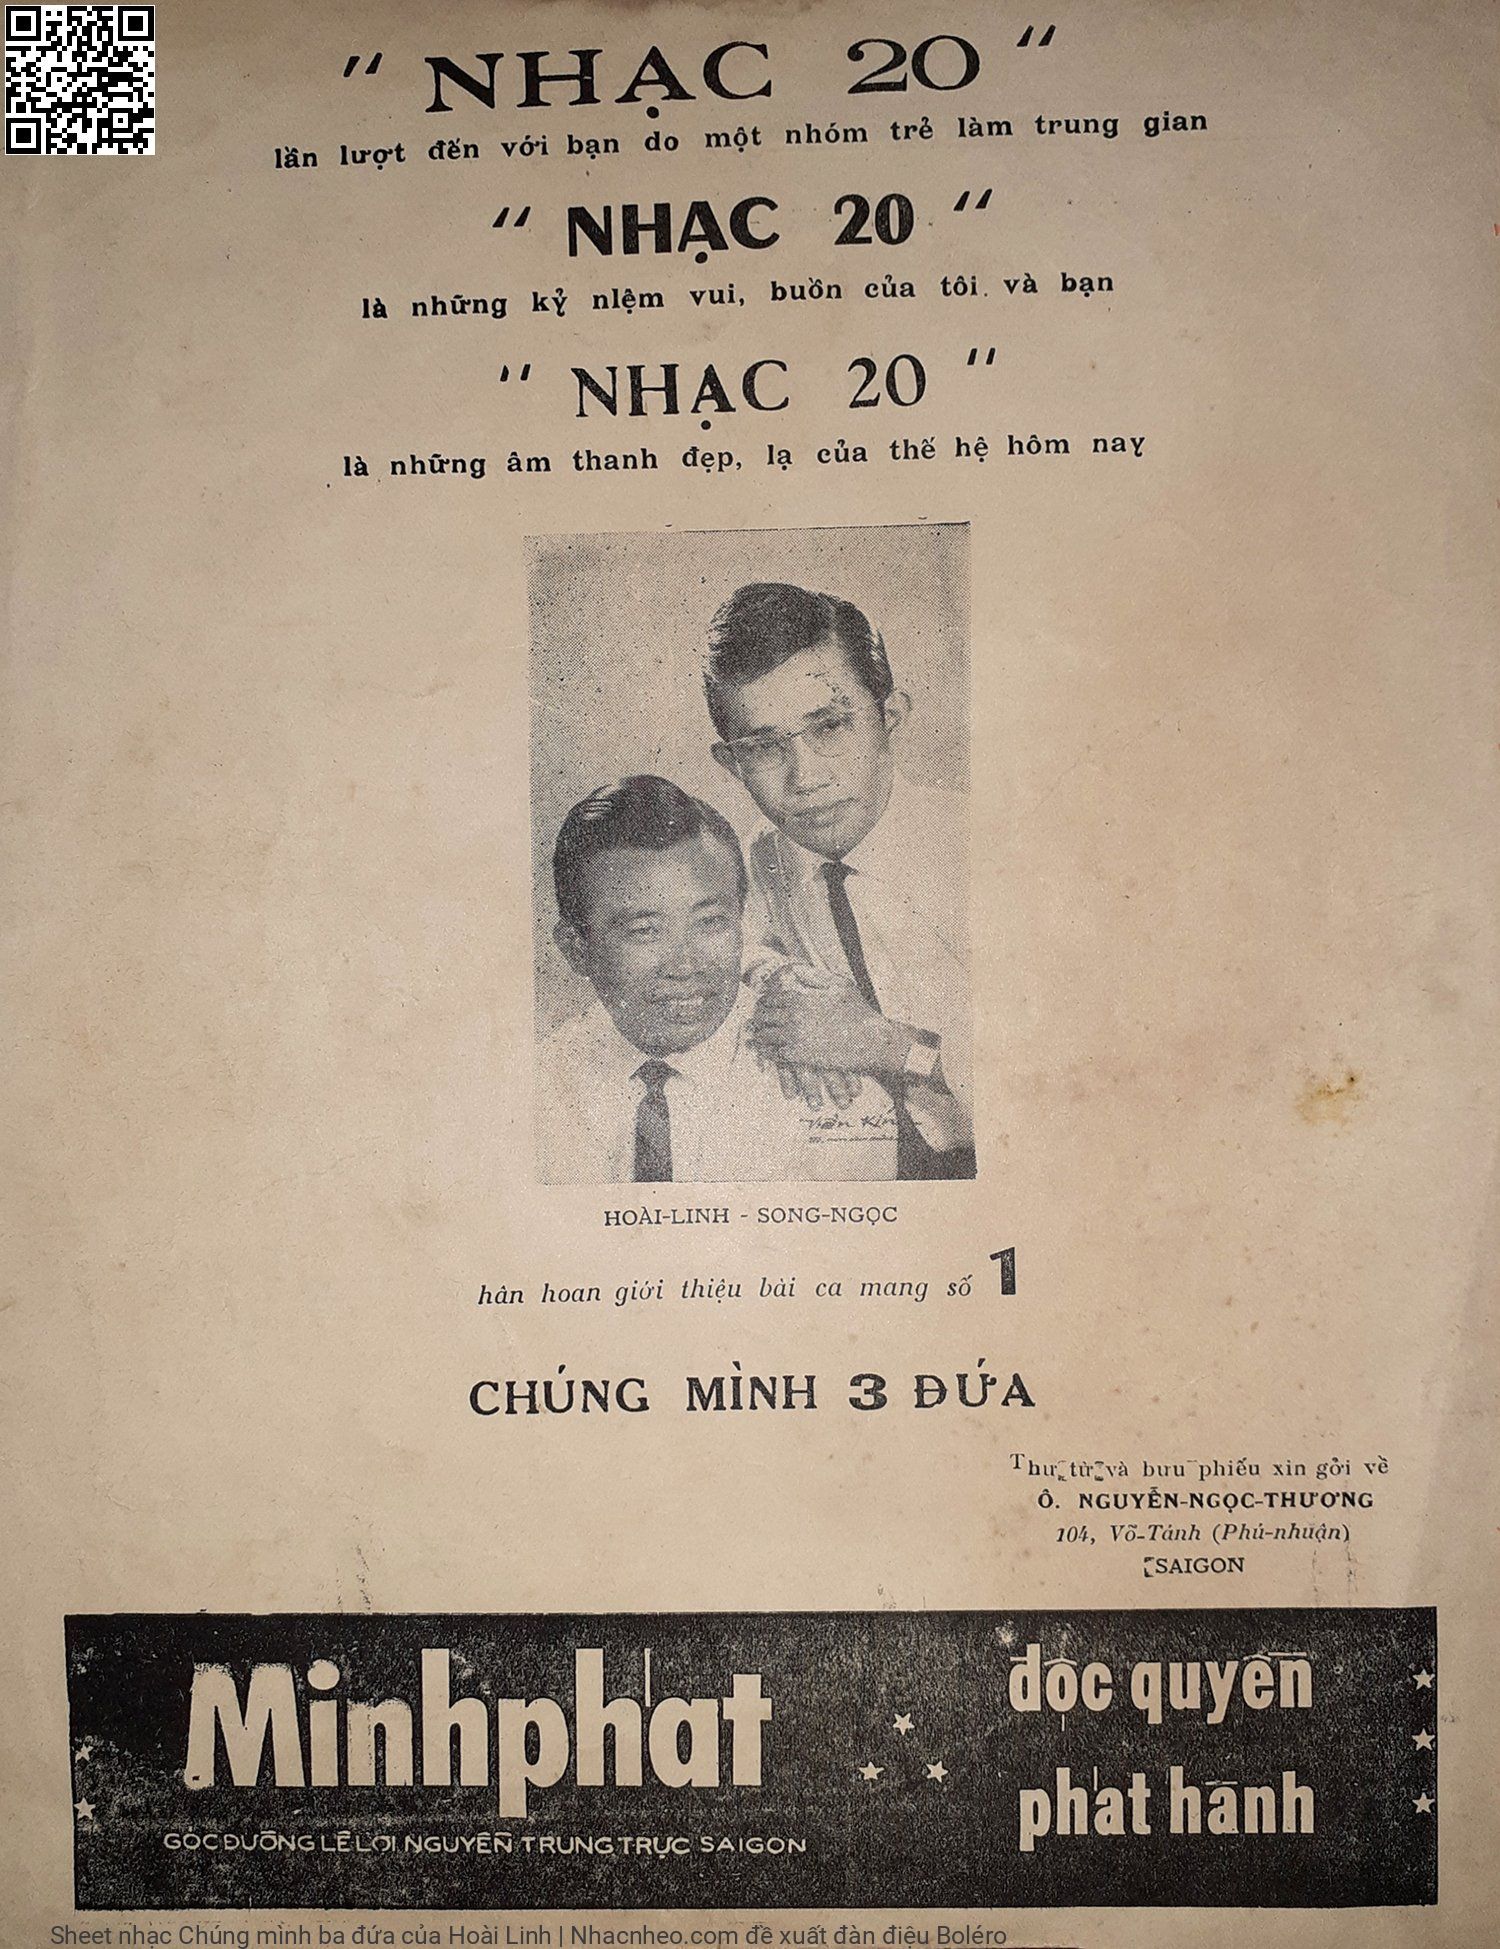 " NHẠC 20 "
lần lượt đến với bạn do một nhóm trẻ làm trung gian
" NHẠC 20 "
là những kỷ nlệm vui, buồn của tôi. và bạn
" NHẠC 20 "
là những âm thanh đẹp, lạ của thế hệ hôm nay
Viễn Kính
HOÀI-LINH - SONG-NGỌC
hân hoan giới thiệu bài ca mang số 1
CHÚNG MÌNH 3 ĐỨA
Thư từ và bưu phiếu xin gởi về
Ô. NGUYỄN-NGỌC-THƯƠNG
104, Võ-Tánh (Phú-nhuận)
SAIGON
Minhphát
GÓC ĐƯỜNG LÊ LỢI NGUYỄN TRUNG TRỰC SAIGON
độc quyền
phát hành
Sheet nhạc Chúng mình ba đứa của Hoài Linh | Nhacnheo.com đề xuất đàn điệu Boléro